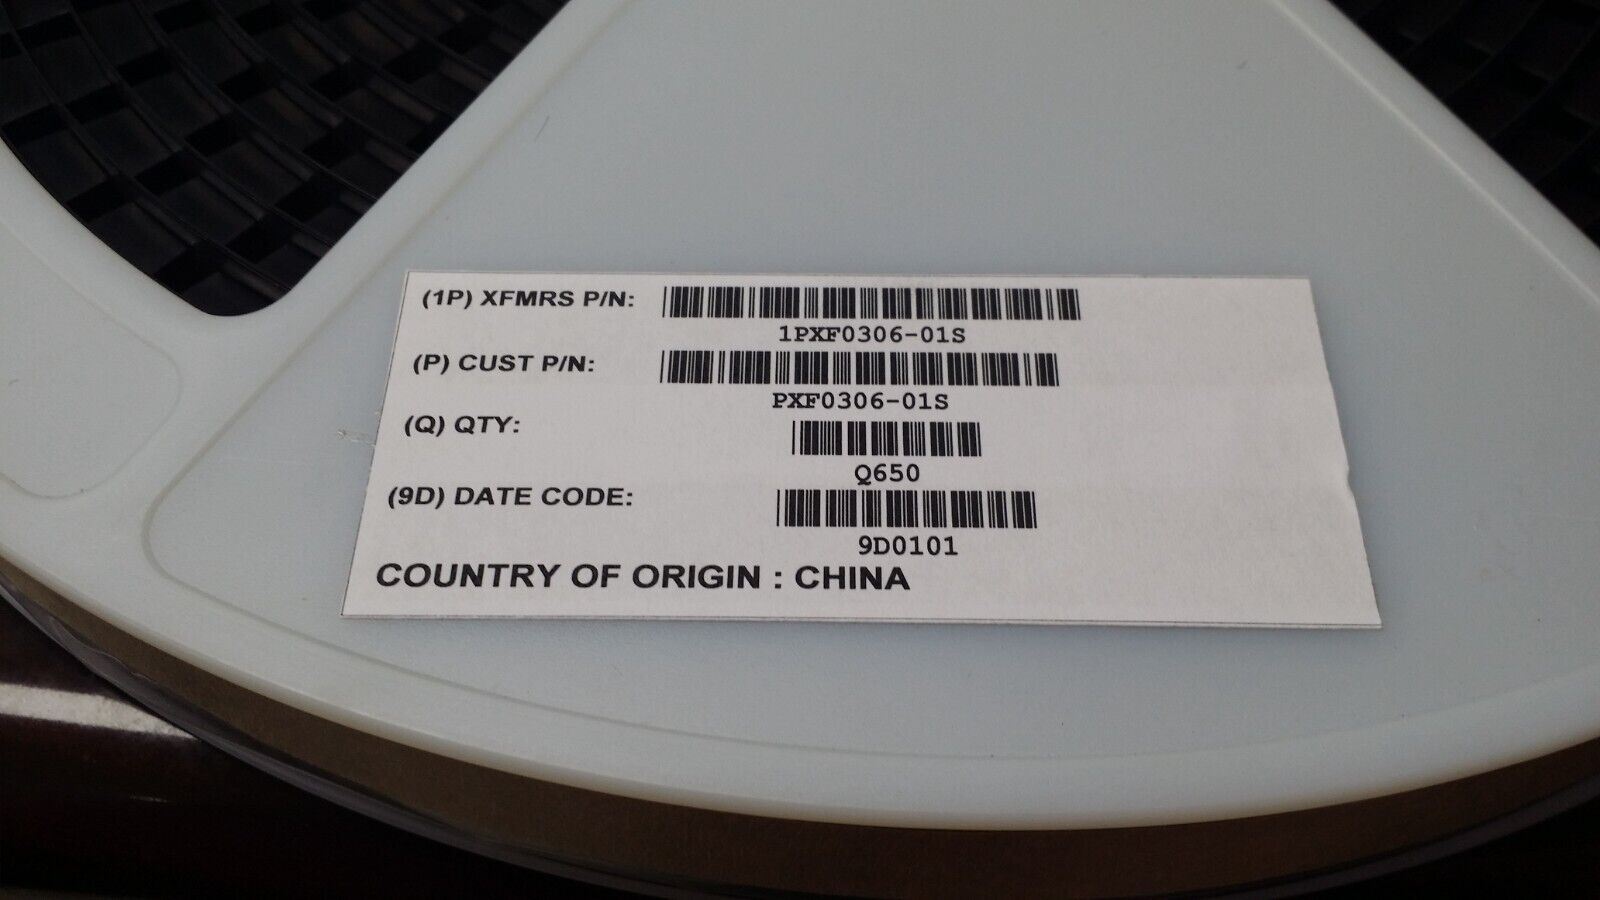 (1P) XFMRS P/N:
1PXF0306-01S
(P) CUST P/N:
PXF0306-01S
(Q) QTY:
Q650
(9D) DATE CODE:
9D0101
COUNTRY OF ORIGIN : CHINA